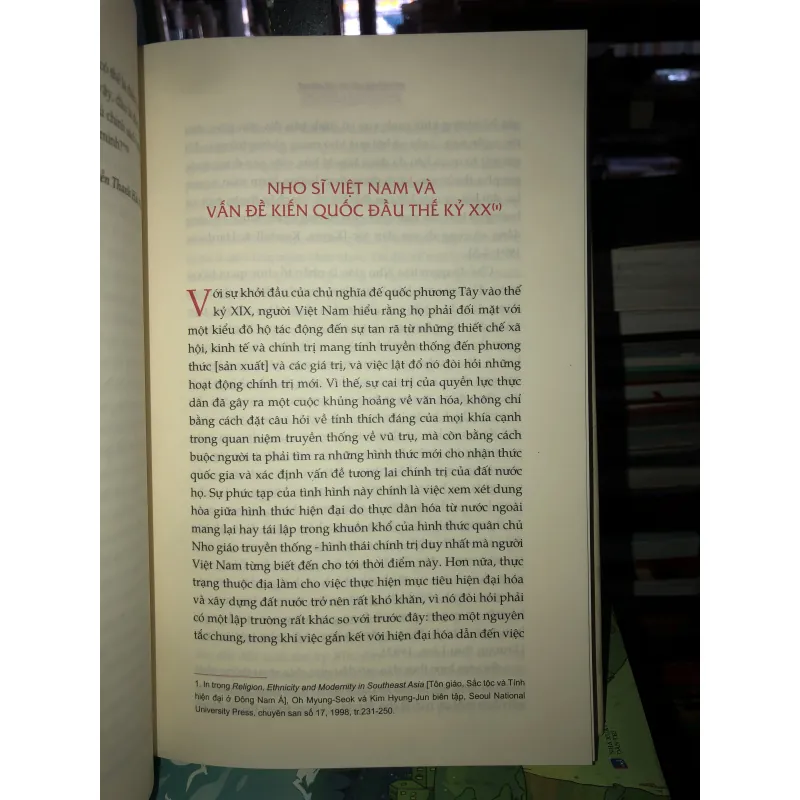 NHO SĨ VIỆT NAM VÀ
VẤN ĐỀ KIẾN QUỐC ĐẦU THẾ KỶ XX(1)
Với sự khởi đầu của chủ nghĩa đế quốc phương Tây vào thế
kỷ XIX, người Việt Nam hiểu rằng họ phải đối mặt với
một kiểu đô hộ tác động đến sự tan rã từ những thiết chế xã
hội, kinh tế và chính trị mang tính truyền thống đến phương
thức [sản xuất] và các giá trị, và việc lật đổ nó đòi hỏi những
hoạt động chính trị mới. Vì thế, sự cai trị của quyền lực thực
dân đã gây ra một cuộc khủng hoảng về văn hóa, không chỉ
bằng cách đặt câu hỏi về tính thích đáng của mọi khía cạnh
trong quan niệm truyền thống về vũ trụ, mà còn bằng cách
buộc người ta phải tìm ra những hình thức mới cho nhận thức
quốc gia và xác định vấn đề tương lai chính trị của đất nước
họ. Sự phức tạp của tình hình này chính là việc xem xét dung
hòa giữa hình thức hiện đại do thực dân hóa từ nước ngoài
mang lại hay tái lập trong khuôn khổ của hình thức quân chủ
Nho giáo truyền thống - hình thái chính trị duy nhất mà người
Việt Nam từng biết đến cho tới thời điểm này. Hơn nữa, thực
trạng thuộc địa làm cho việc thực hiện mục tiêu hiện đại hóa
và xây dựng đất nước trở nên rất khó khăn, vì nó đòi hỏi phải
có một lập trường rất khác so với trước đây: theo một nguyên
tắc chung, trong khi việc gắn kết với hiện đại hóa dẫn đến việc
1. In trong Religion, Ethnicity and Modernity in Southeast Asia [Tôn giáo, Sắc tộc và Tính
hiện đại ở Đông Nam Á], Oh Myung-Seok và Kim Hyung-Jun biên tập, Seoul National
University Press, chuyên san số 17, 1998, tr.231-250.